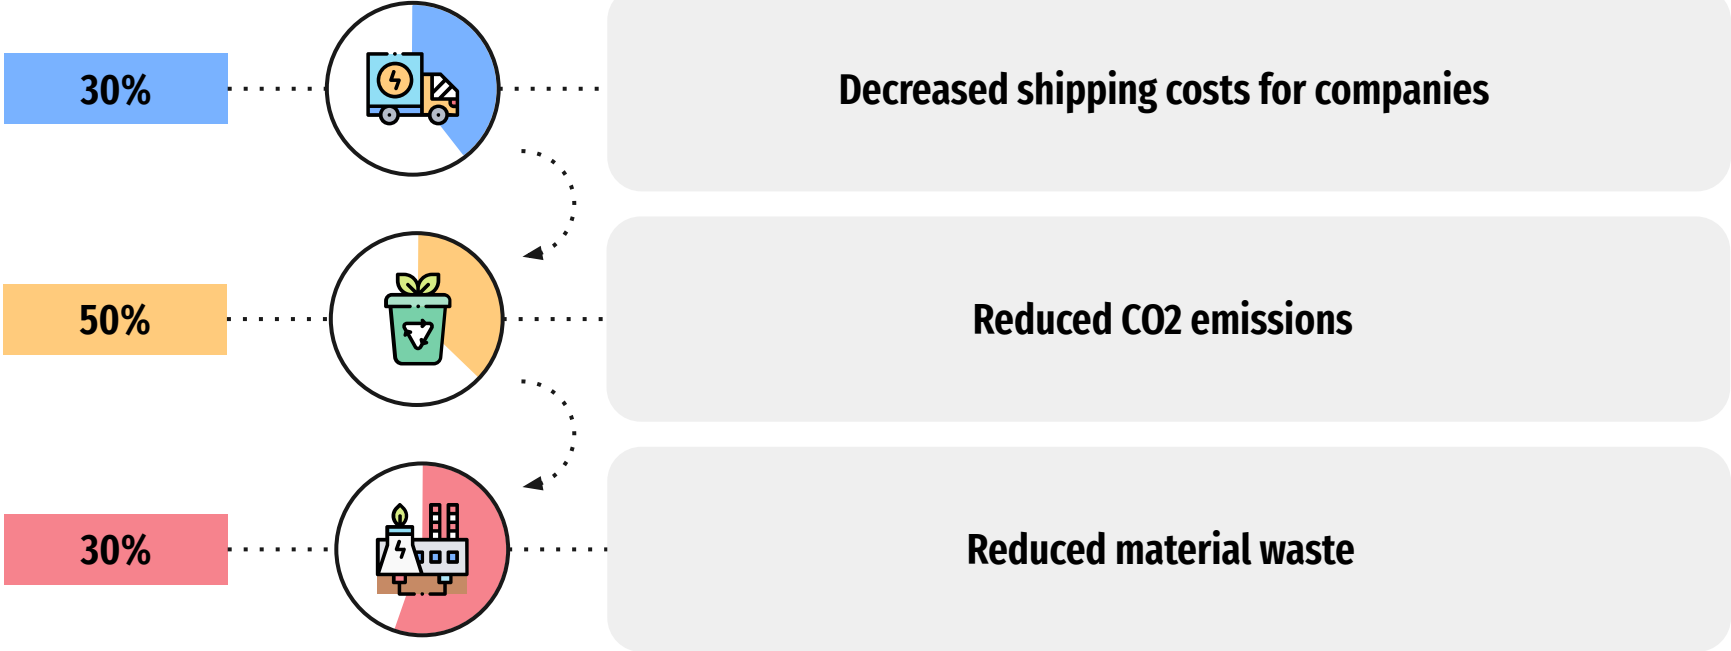 30%
Decreased shipping costs for companies
50%
Reduced CO2 emissions
30%
Reduced material waste